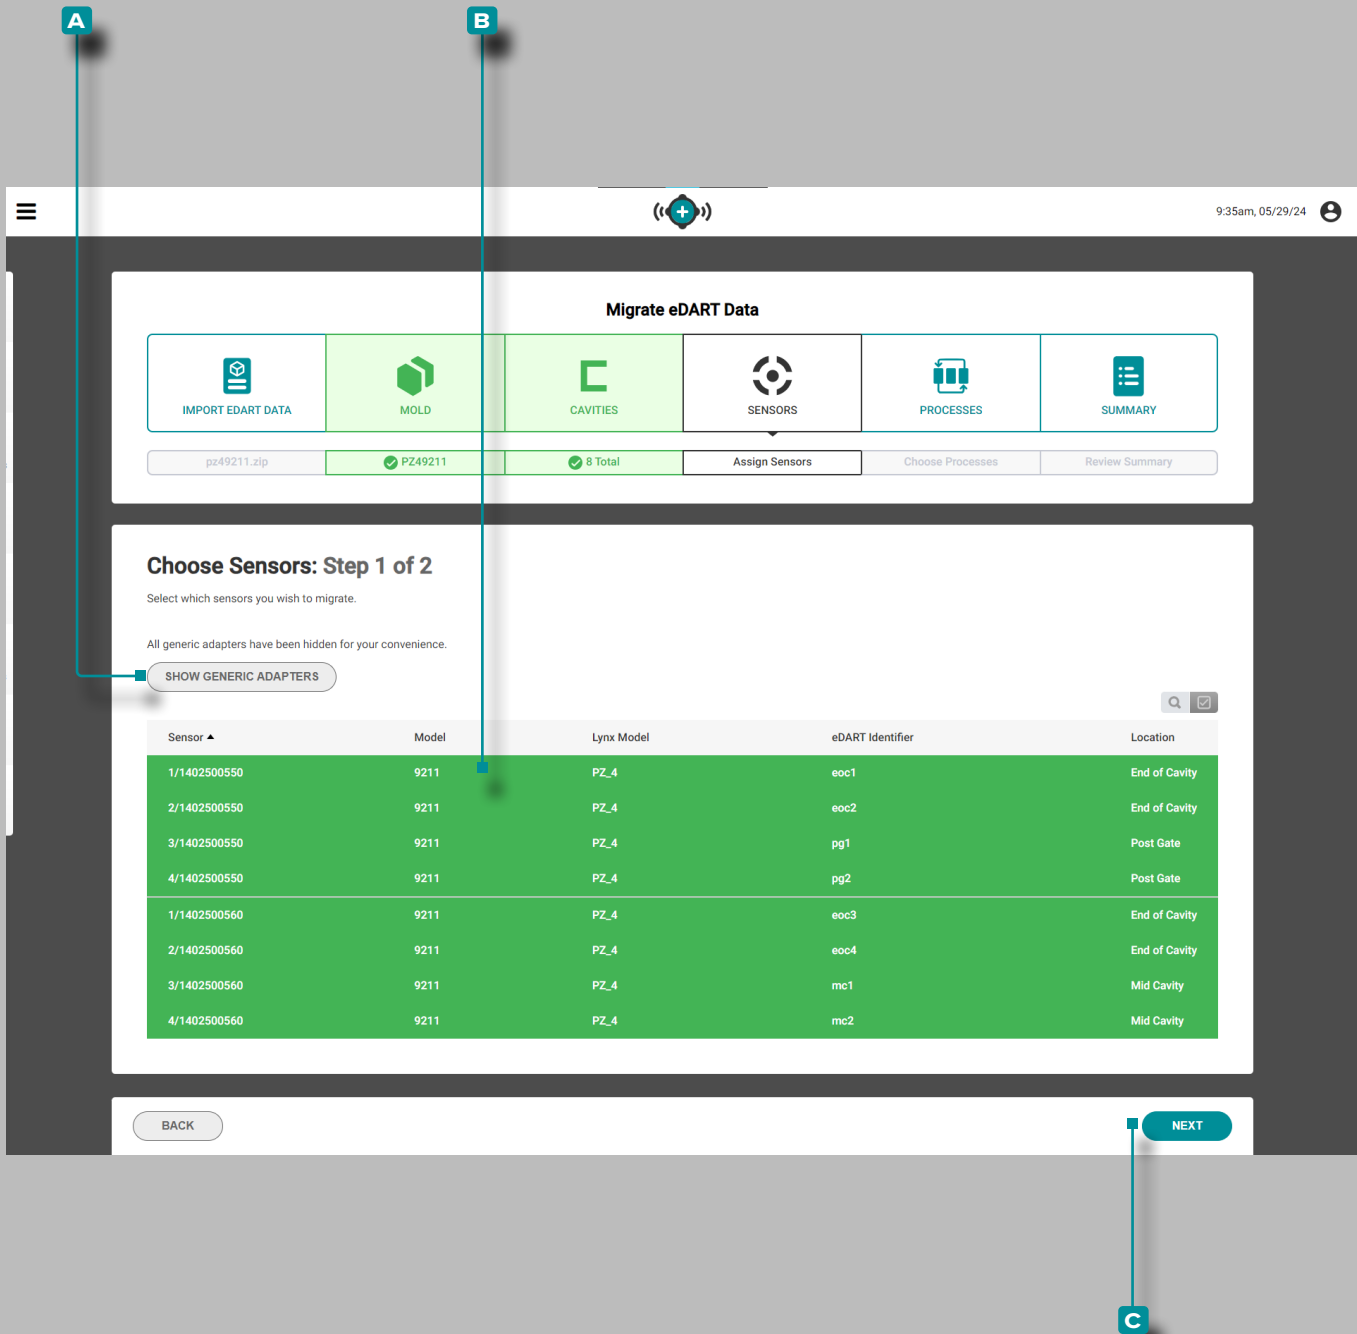 A B
9:35am, 05/29/24
Migrate eDART Data
IMPORT EDART DATA MOLD CAVITIES SENSORS PROCESSES SUMMARY
pz49211.zip PZ49211 8 Total Assign Sensors Choose Processes Review Summary
Choose Sensors: Step 1 of 2
Select which sensors you wish to migrate.
All generic adapters have been hidden for your convenience.
SHOW GENERIC ADAPTERS
Sensor Model Lynx Model eDART Identifier Location
1/1402500550 9211 PZ_4 eoc1 End of Cavity
2/1402500550 9211 PZ_4 eoc2 End of Cavity
3/1402500550 9211 PZ_4 pg1 Post Gate
4/1402500550 9211 PZ_4 pg2 Post Gate
1/1402500560 9211 PZ_4 eoc3 End of Cavity
2/1402500560 9211 PZ_4 eoc4 End of Cavity
3/1402500560 9211 PZ_4 mc1 Mid Cavity
4/1402500560 9211 PZ_4 mc2 Mid Cavity
BACK NEXT
C